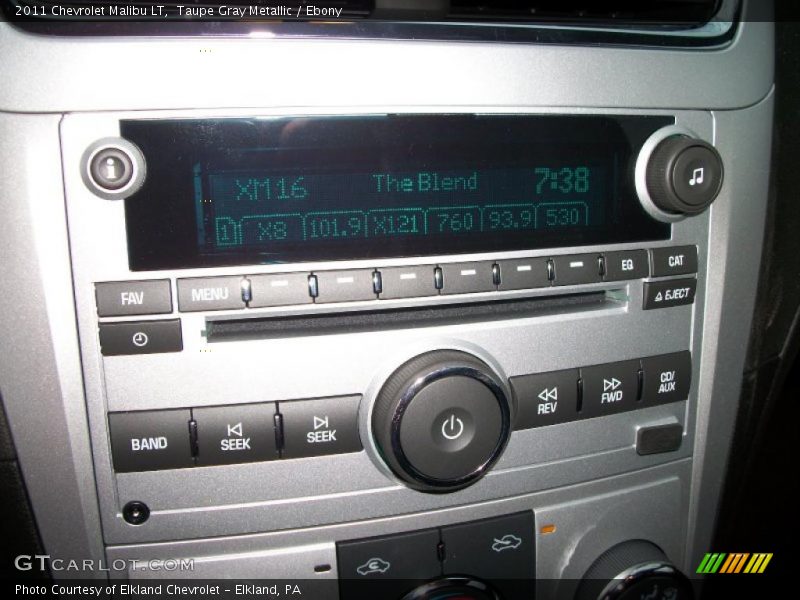 2011 Chevrolet Malibu LT, Taupe Gray Metallic / Ebony
i
XM16 The Blend 7:38
1 X8 101.9 X121 760 93.9 530
FAV MENU EQ CAT
EJECT
BAND SEEK SEEK REV FWD CD/
AUX
GTCARLOT.COM
Photo Courtesy of Elkland Chevrolet - Elkland, PA